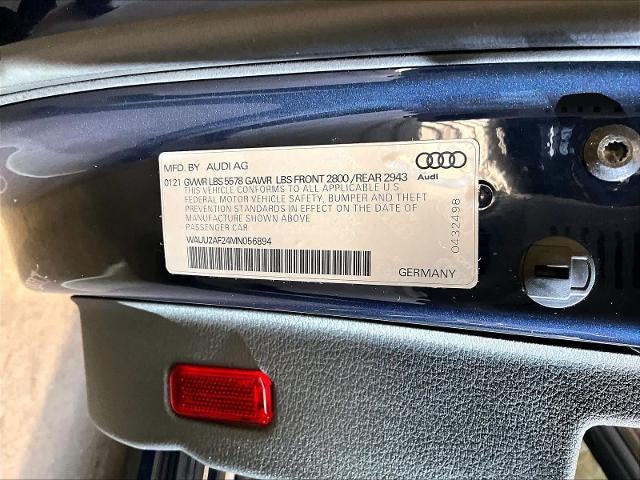 MFD. BY AUDI AG
0121 GVWR LBS 5578 GAWR LBS FRONT 2800 /REAR 2943
THIS VEHICLE CONFORMS TO ALL APPLICABLE U.S.
FEDERAL MOTOR VEHICLE SAFETY, BUMPER AND THEFT
PREVENTION STANDARDS IN EFFECT ON THE DATE OF
MANUFACTURE SHOWN ABOVE
PASSENGER CAR
WAUU2AF24MN056894
GERMANY
Audi
0432498